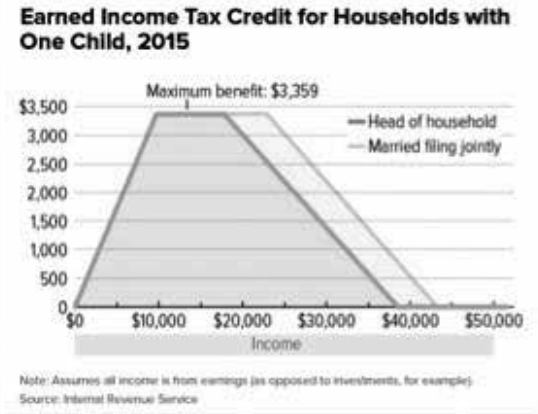 Earned Income Tax Credit for Households with
One Child, 2015
Maximum benefit: $3,359
$3,500
Head of household
3,000
Married filing jointly
2,500
2,000
1,500
1,000
500
0
$0 $10,000 $20,000 $30,000 $40,000 $50,000
Income
Note: Assumes all income is from earnings (as opposed to investments, for example).
Source: Internal Revenue Service